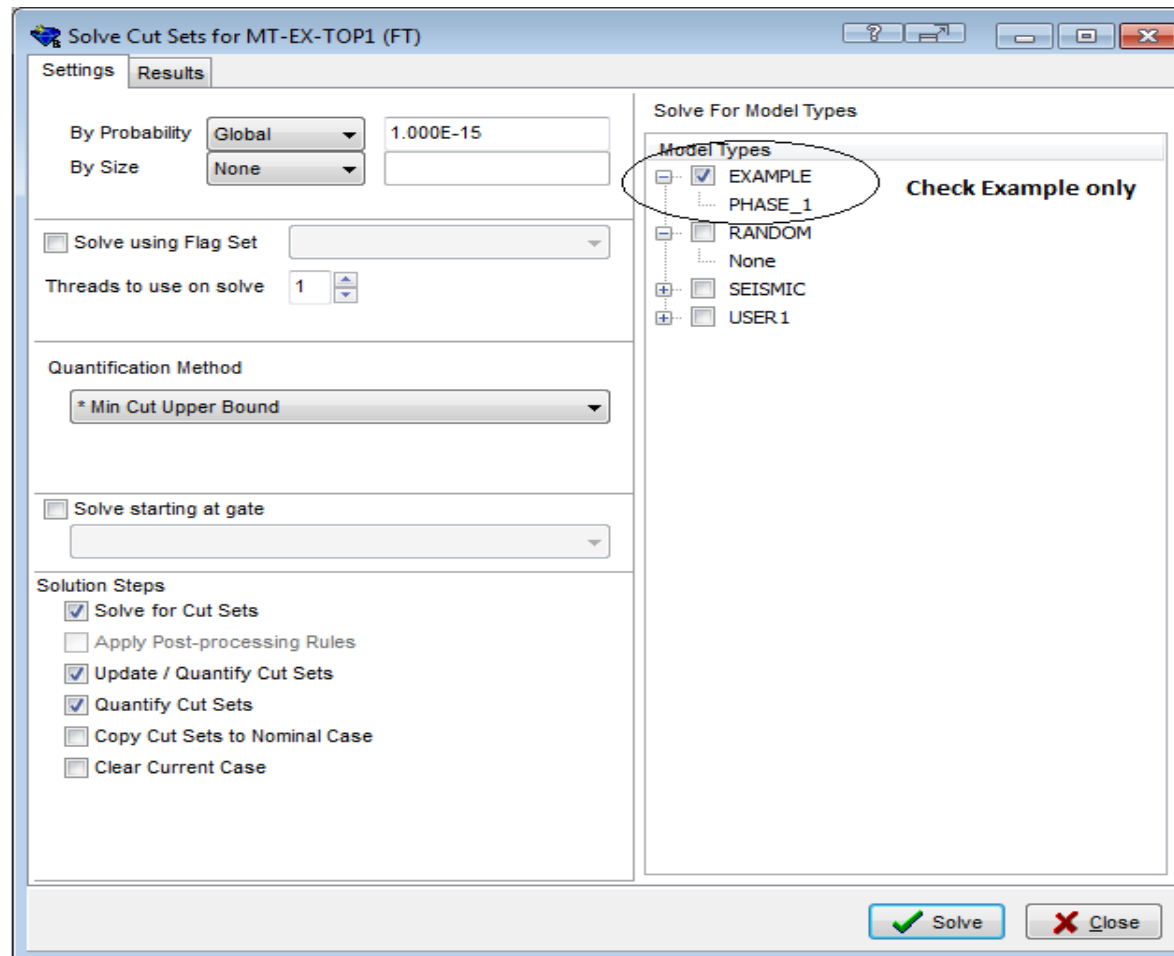 Solve Cut Sets for MT-EX-TOP1 (FT)
Settings
Results
By Probability Global 1.000E-15
By Size None
Solve using Flag Set
Threads to use on solve 1
Quantification Method
* Min Cut Upper Bound
Solve starting at gate
Solution Steps
Solve for Cut Sets
Apply Post-processing Rules
Update / Quantify Cut Sets
Quantify Cut Sets
Copy Cut Sets to Nominal Case
Clear Current Case
Solve For Model Types
Model Types
EXAMPLE
PHASE_1
Check Example only
RANDOM
None
SEISMIC
USER1
Solve
Close